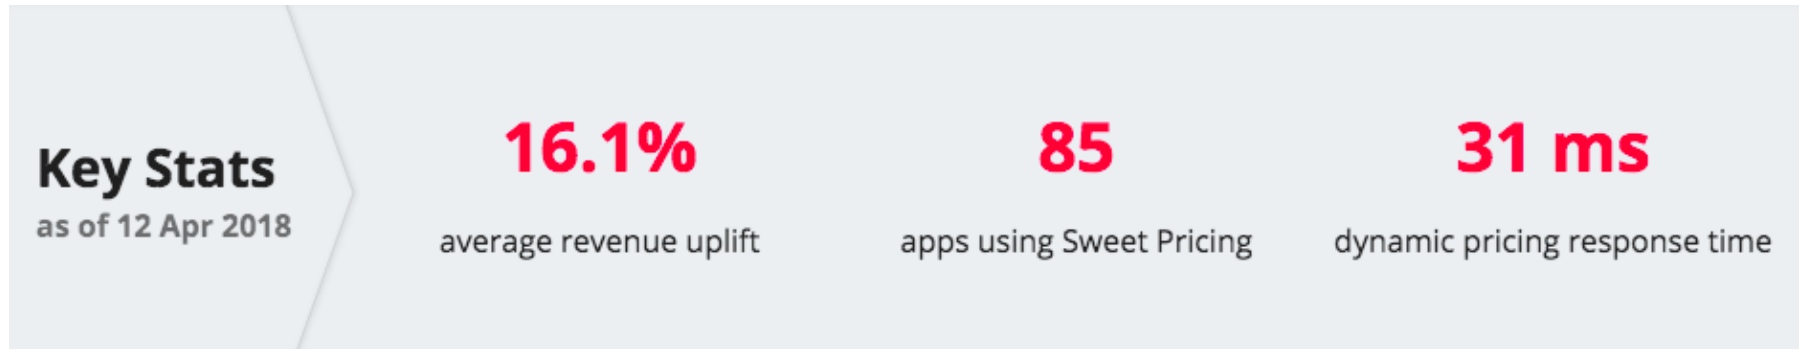 Key Stats
as of 12 Apr 2018
16.1%
average revenue uplift
85
apps using Sweet Pricing
31 ms
dynamic pricing response time